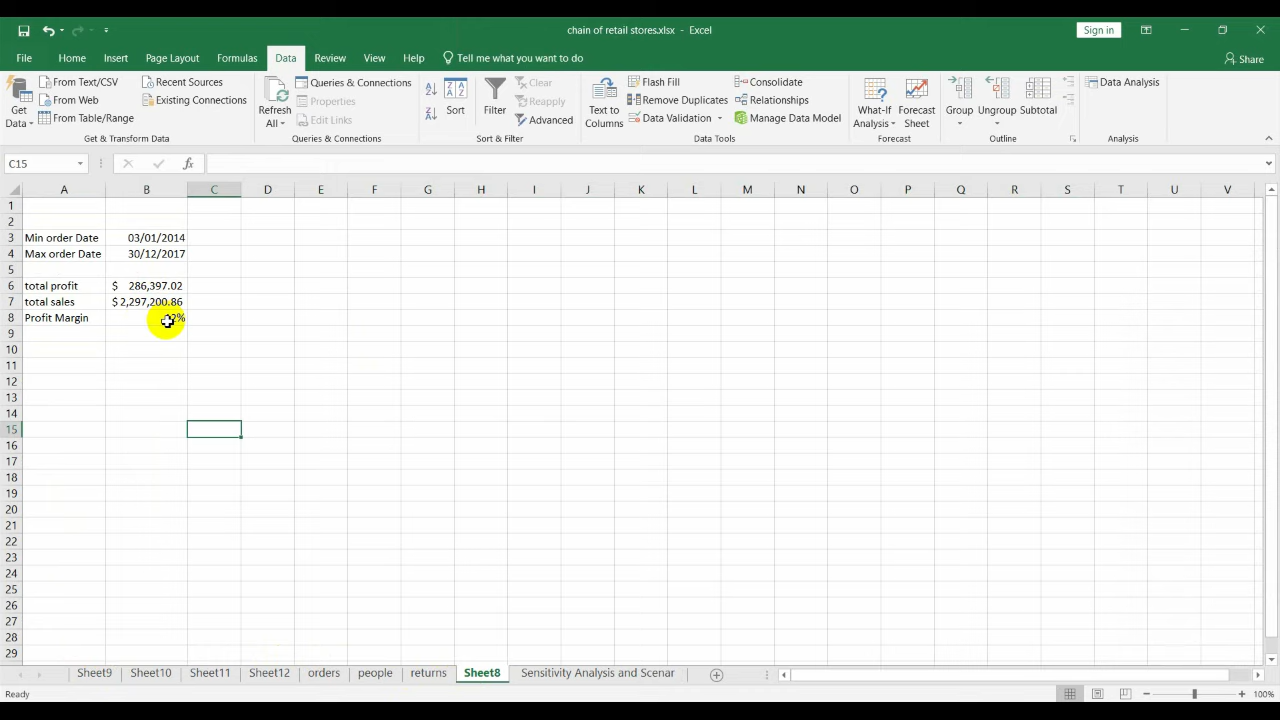 chain of retail stores.xlsx - Excel
Sign in
File Home Insert Page Layout Formulas Data Review View Help Tell me what you want to do
Share
Get Data
From Text/CSV
From Web
From Table/Range
Recent Sources
Existing Connections
Get & Transform Data
Refresh All
Queries & Connections
Properties
Edit Links
Queries & Connections
Sort
Filter
Clear
Reapply
Advanced
Sort & Filter
Text to Columns
Flash Fill
Remove Duplicates
Data Validation
Consolidate
Relationships
Manage Data Model
Data Tools
What-If Analysis
Forecast Sheet
Forecast
Group
Ungroup
Subtotal
Outline
Data Analysis
Analysis
C15
fx
A B C D E F G H I J K L M N O P Q R S T U V
1
2
3 Min order Date 03/01/2014
4 Max order Date 30/12/2017
5
6 total profit $ 286,397.02
7 total sales $ 2,297,200.86
8 Profit Margin
9
10
11
12
13
14
15
16
17
18
19
20
21
22
23
24
25
26
27
28
29
Sheet9 Sheet10 Sheet11 Sheet12 orders people returns Sheet8 Sensitivity Analysis and Scenar
Ready
100%